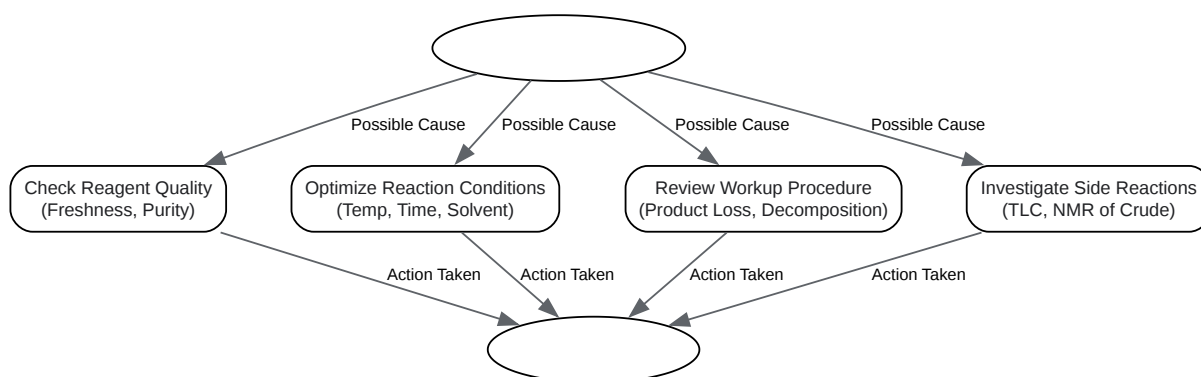 Possible Cause
Possible Cause
Possible Cause
Possible Cause
Check Reagent Quality
(Freshness, Purity)
Optimize Reaction Conditions
(Temp, Time, Solvent)
Review Workup Procedure
(Product Loss, Decomposition)
Investigate Side Reactions
(TLC, NMR of Crude)
Action Taken
Action Taken
Action Taken
Action Taken